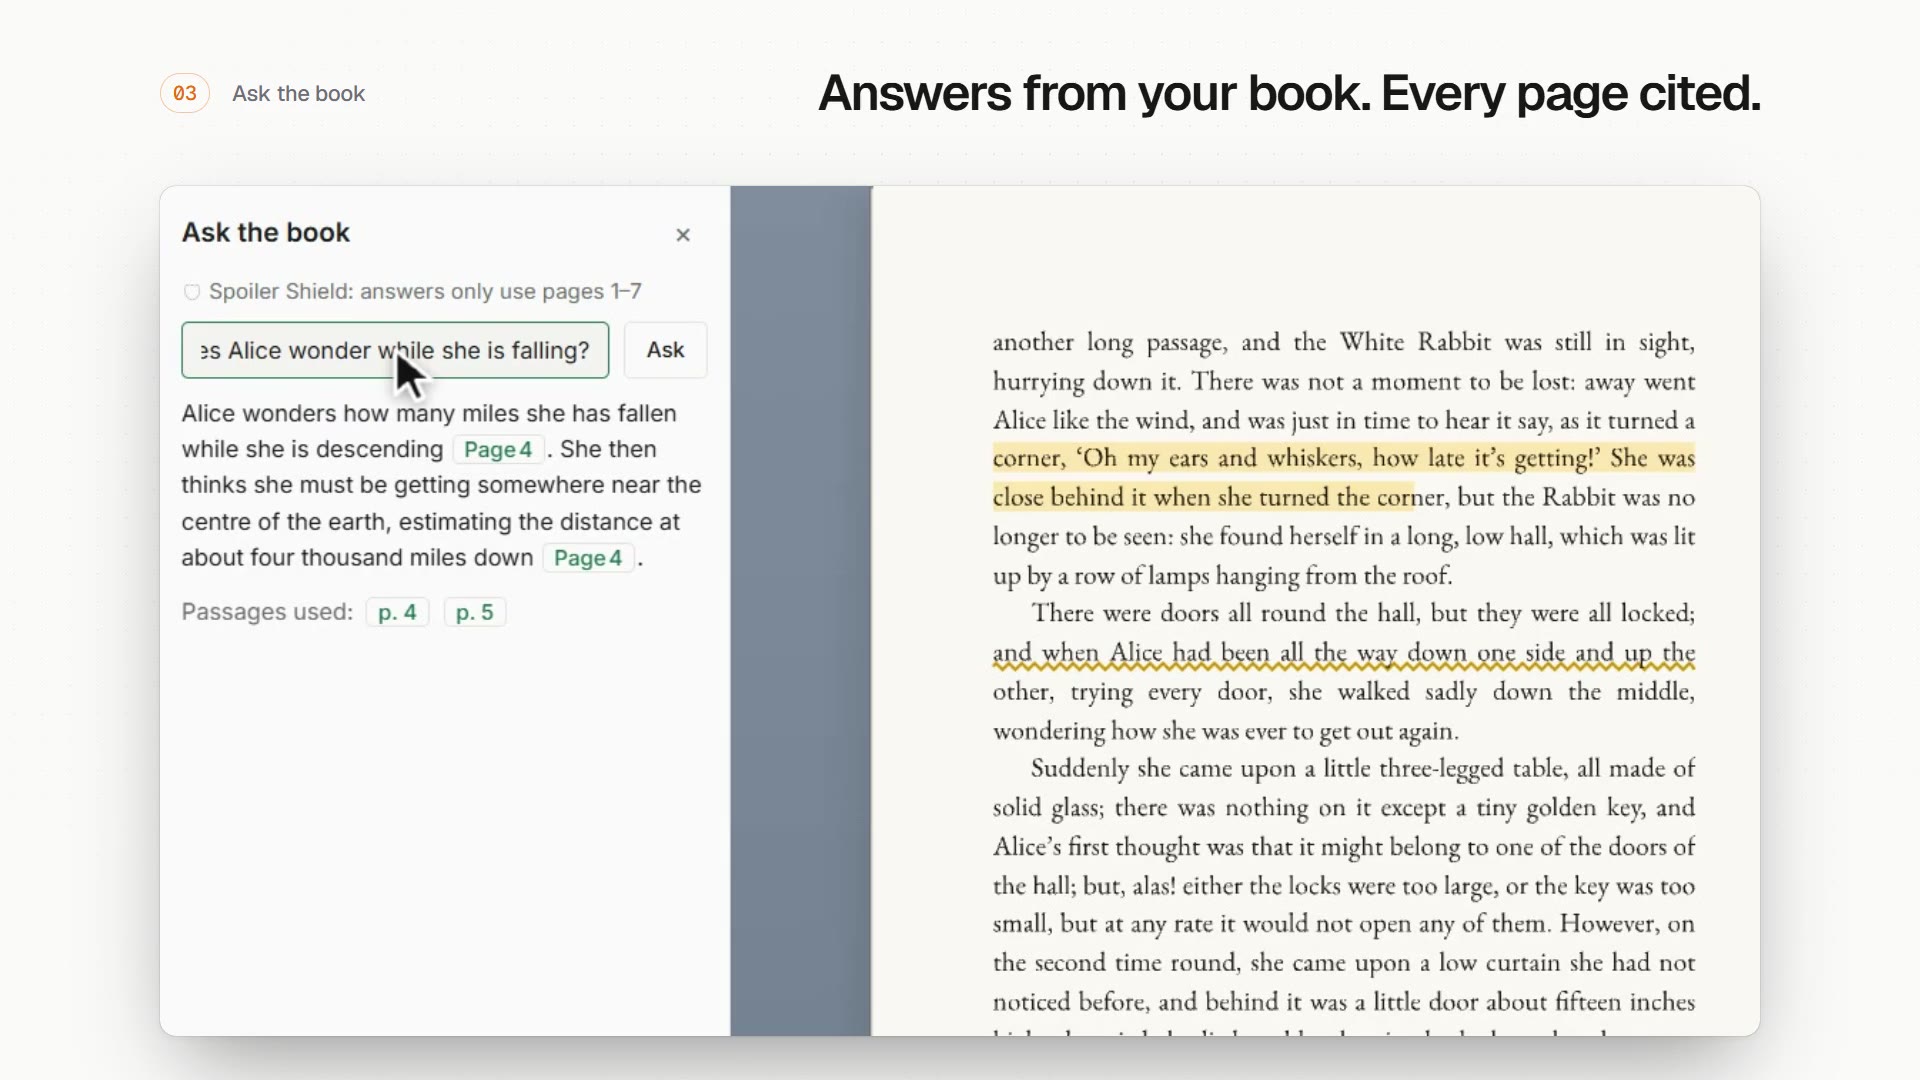 03 Ask the book
Answers from your book. Every page cited.
Ask the book
Spoiler Shield: answers only use pages 1–7
es Alice wonder while she is falling?
Ask
Alice wonders how many miles she has fallen
while she is descending Page 4 . She then
thinks she must be getting somewhere near the
centre of the earth, estimating the distance at
about four thousand miles down Page 4 .
Passages used: p. 4 p. 5
another long passage, and the White Rabbit was still in sight,
hurrying down it. There was not a moment to be lost: away went
Alice like the wind, and was just in time to hear it say, as it turned a
corner, ‘Oh my ears and whiskers, how late it’s getting!’ She was
close behind it when she turned the corner, but the Rabbit was no
longer to be seen: she found herself in a long, low hall, which was lit
up by a row of lamps hanging from the roof.
There were doors all round the hall, but they were all locked;
and when Alice had been all the way down one side and up the
other, trying every door, she walked sadly down the middle,
wondering how she was ever to get out again.
Suddenly she came upon a little three-legged table, all made of
solid glass; there was nothing on it except a tiny golden key, and
Alice’s first thought was that it might belong to one of the doors of
the hall; but, alas! either the locks were too large, or the key was too
small, but at any rate it would not open any of them. However, on
the second time round, she came upon a low curtain she had not
noticed before, and behind it was a little door about fifteen inches